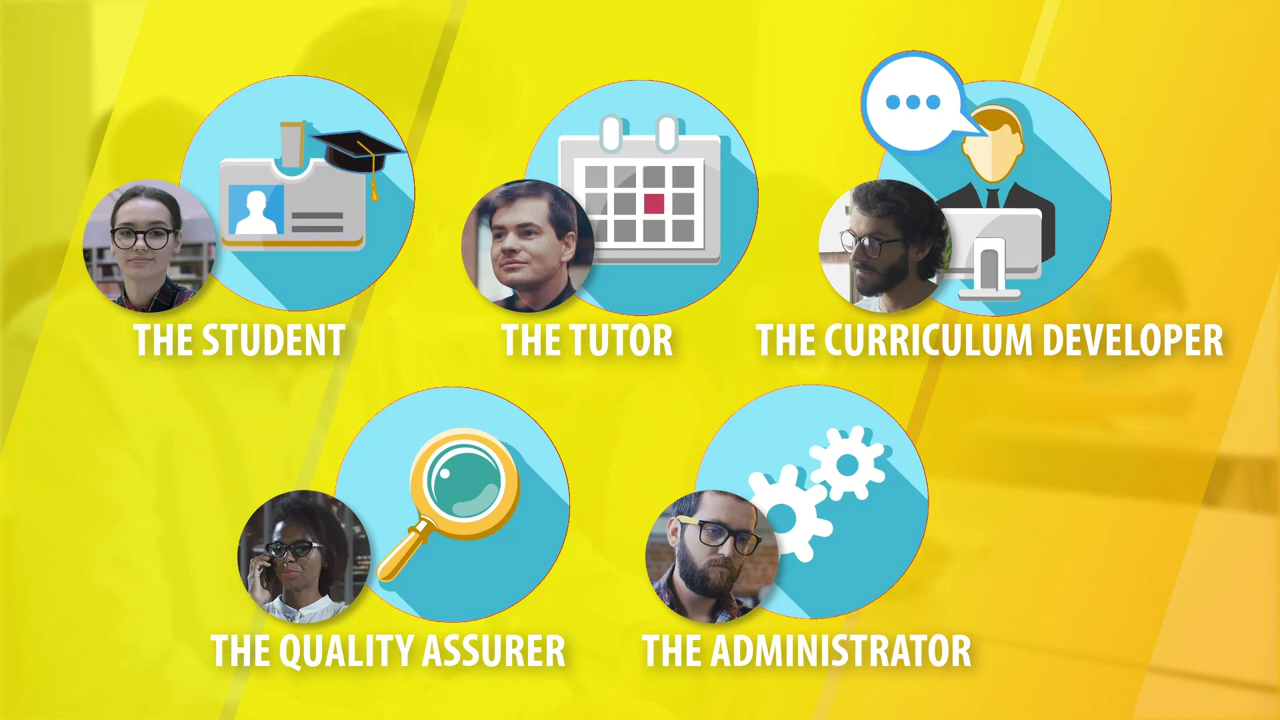 THE STUDENT
THE TUTOR
THE CURRICULUM DEVELOPER
THE QUALITY ASSURER
THE ADMINISTRATOR